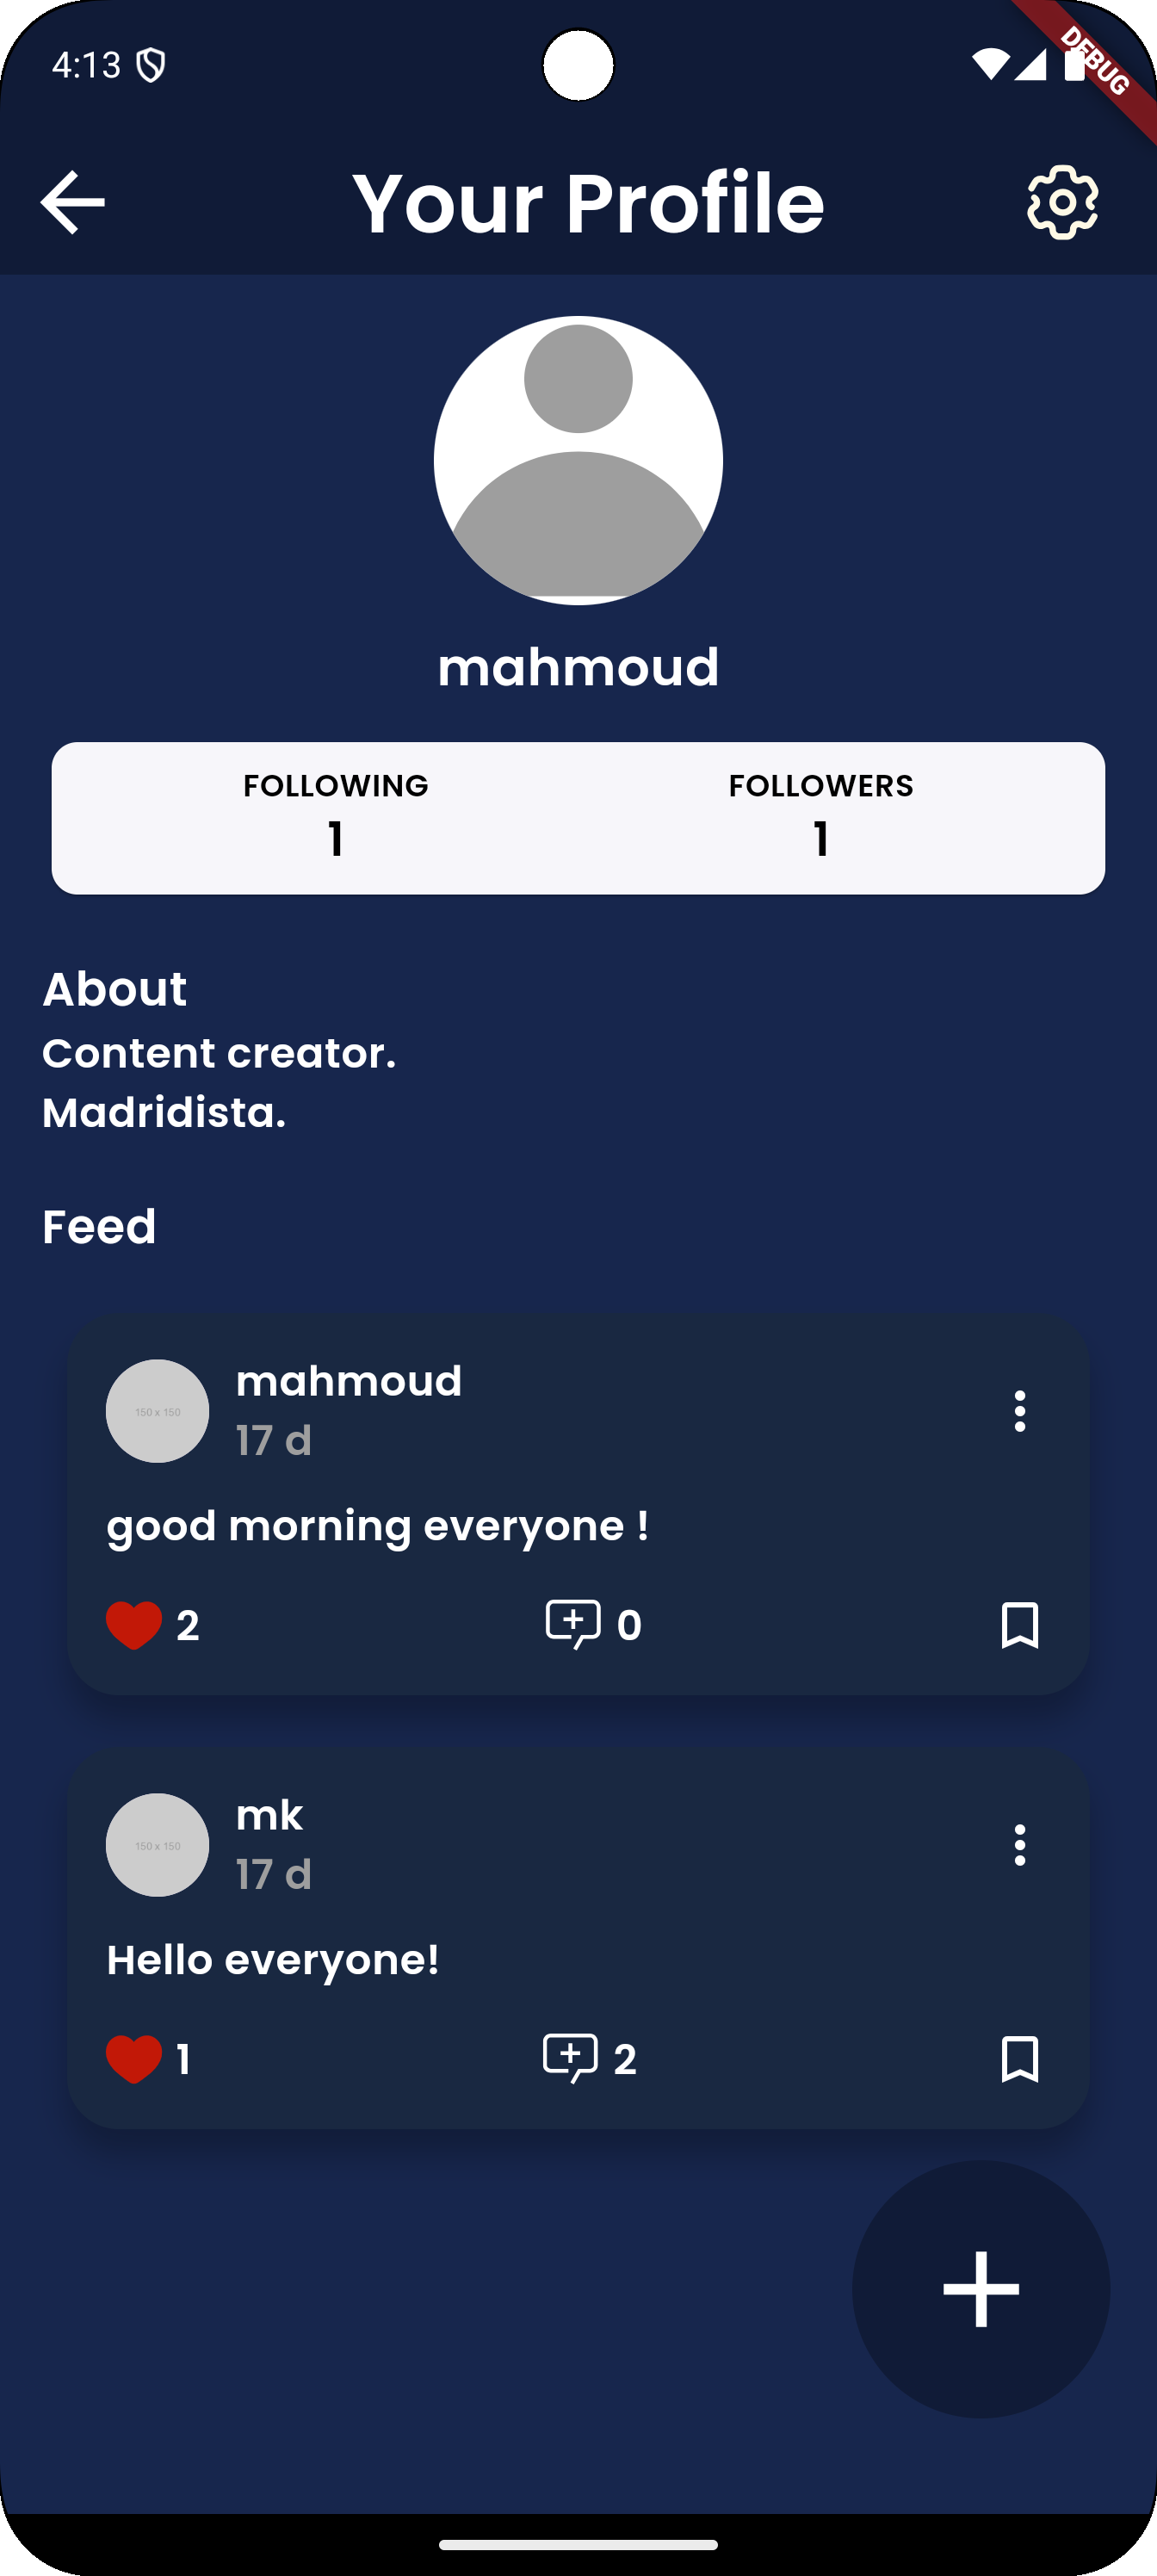 4:13
DEBUG
Your Profile
mahmoud
FOLLOWING
1
FOLLOWERS
1
About
Content creator.
Madridista.
Feed
150 x 150
mahmoud
17 d
good morning everyone !
2
0
150 x 150
mk
17 d
Hello everyone!
1
2